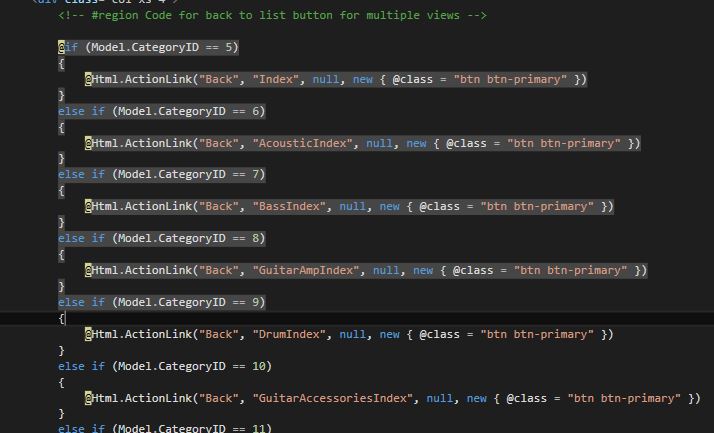 <div class="col-xs-4">
<!-- #region Code for back to list button for multiple views -->
@if (Model.CategoryID == 5)
{
@Html.ActionLink("Back", "Index", null, new { @class = "btn btn-primary" })
}
else if (Model.CategoryID == 6)
{
@Html.ActionLink("Back", "AcousticIndex", null, new { @class = "btn btn-primary" })
}
else if (Model.CategoryID == 7)
{
@Html.ActionLink("Back", "BassIndex", null, new { @class = "btn btn-primary" })
}
else if (Model.CategoryID == 8)
{
@Html.ActionLink("Back", "GuitarAmpIndex", null, new { @class = "btn btn-primary" })
}
else if (Model.CategoryID == 9)
{
@Html.ActionLink("Back", "DrumIndex", null, new { @class = "btn btn-primary" })
}
else if (Model.CategoryID == 10)
{
@Html.ActionLink("Back", "GuitarAccessoriesIndex", null, new { @class = "btn btn-primary" })
}
else if (Model.CategoryID == 11)